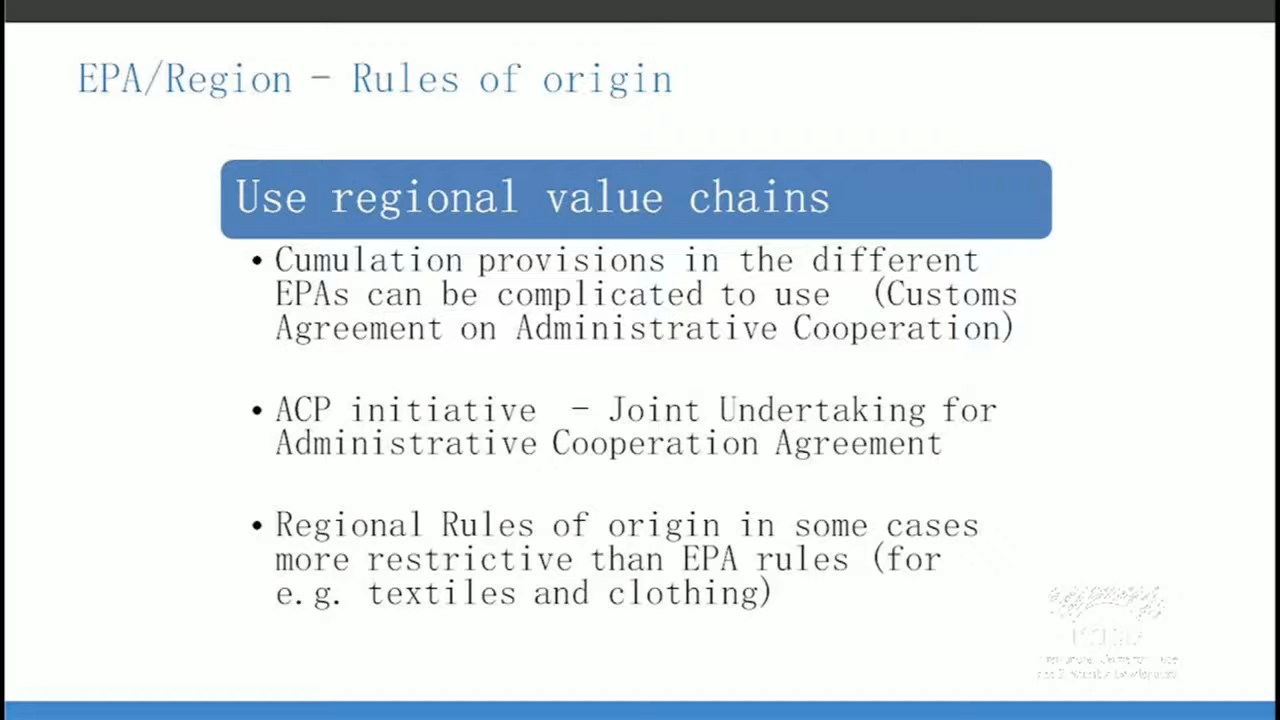 EPA/Region - Rules of origin
Use regional value chains
• Cumulation provisions in the different
EPAs can be complicated to use (Customs
Agreement on Administrative Cooperation)
• ACP initiative - Joint Undertaking for
Administrative Cooperation Agreement
• Regional Rules of origin in some cases
more restrictive than EPA rules (for
e.g. textiles and clothing)